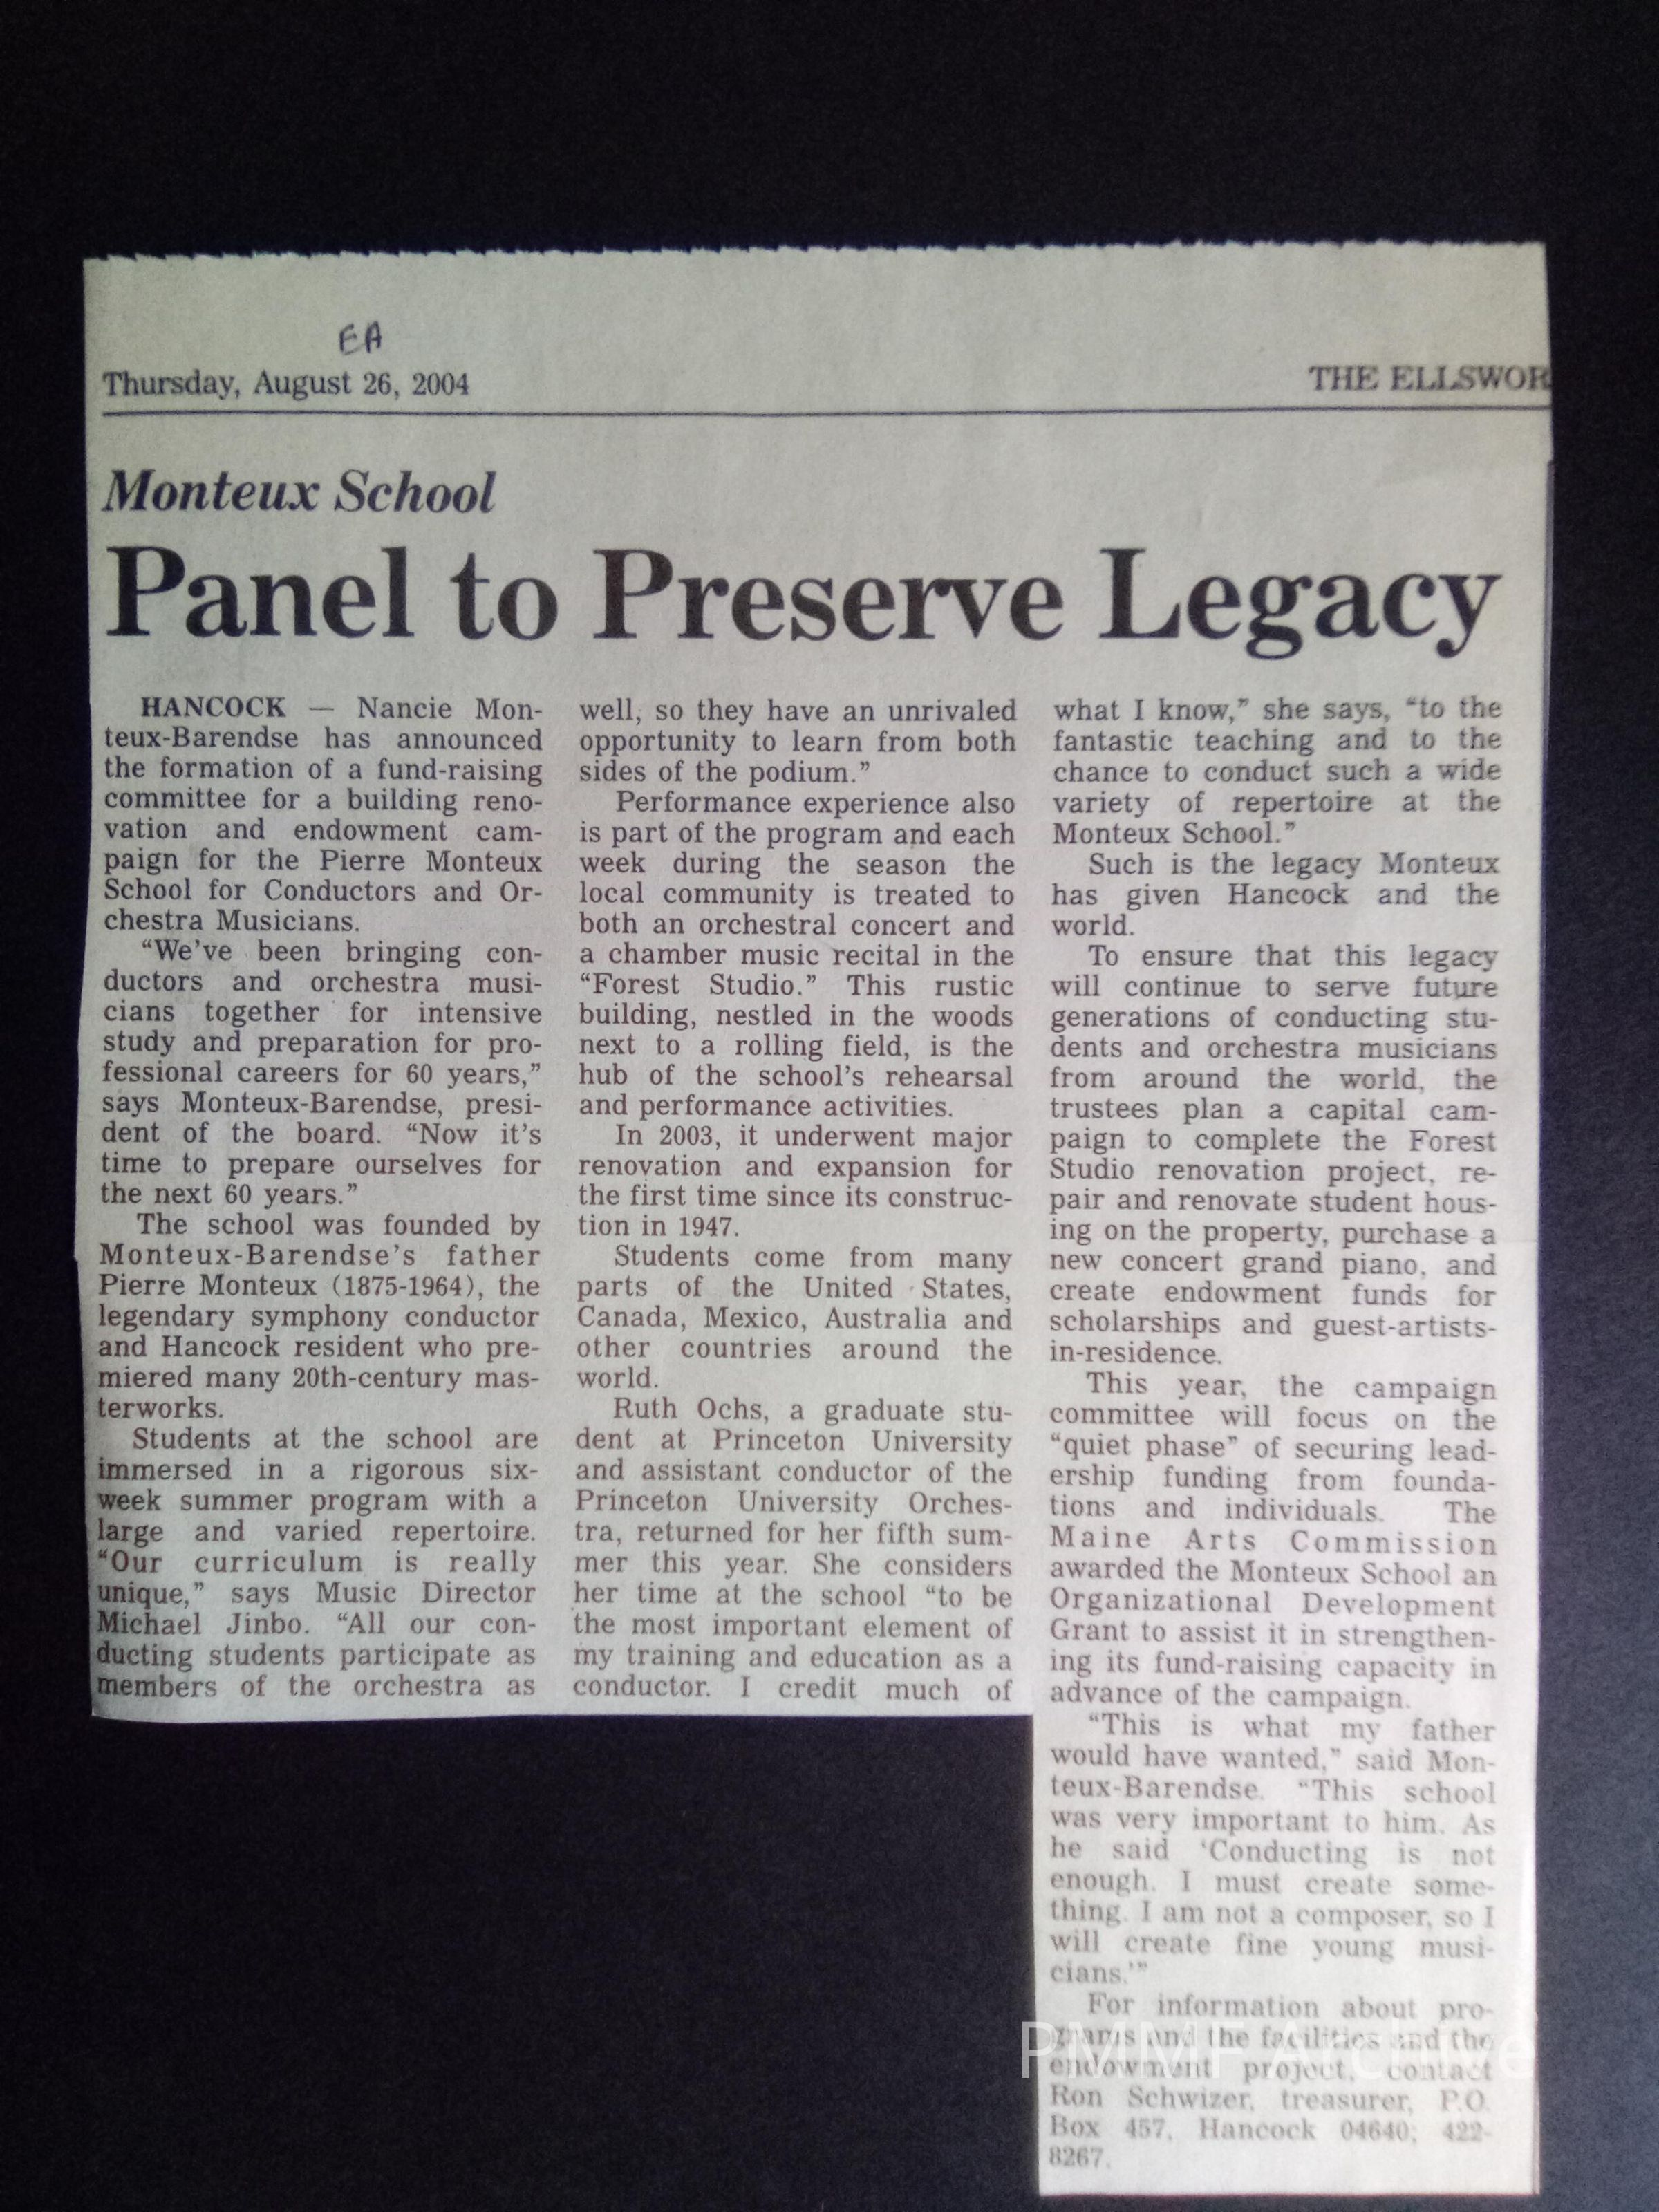 EA
Thursday, August 26, 2004
THE ELLSWOR
Monteux School
Panel to Preserve Legacy
HANCOCK — Nancie Mon-
teux-Barendse has announced
the formation of a fund-raising
committee for a building reno-
vation and endowment cam-
paign for the Pierre Monteux
School for Conductors and Or-
chestra Musicians.
“We’ve been bringing con-
ductors and orchestra musi-
cians together for intensive
study and preparation for pro-
fessional careers for 60 years,”
says Monteux-Barendse, presi-
dent of the board. “Now it’s
time to prepare ourselves for
the next 60 years.”
The school was founded by
Monteux-Barendse’s father
Pierre Monteux (1875-1964), the
legendary symphony conductor
and Hancock resident who pre-
miered many 20th-century mas-
terworks.
Students at the school are
immersed in a rigorous six-
week summer program with a
large and varied repertoire.
“Our curriculum is really
unique,” says Music Director
Michael Jinbo. “All our con-
ducting students participate as
members of the orchestra as
well, so they have an unrivaled
opportunity to learn from both
sides of the podium.”
Performance experience also
is part of the program and each
week during the season the
local community is treated to
both an orchestral concert and
a chamber music recital in the
“Forest Studio.” This rustic
building, nestled in the woods
next to a rolling field, is the
hub of the school’s rehearsal
and performance activities.
In 2003, it underwent major
renovation and expansion for
the first time since its construc-
tion in 1947.
Students come from many
parts of the United States,
Canada, Mexico, Australia and
other countries around the
world.
Ruth Ochs, a graduate stu-
dent at Princeton University
and assistant conductor of the
Princeton University Orches-
tra, returned for her fifth sum-
mer this year. She considers
her time at the school “to be
the most important element of
my training and education as a
conductor. I credit much of
what I know,” she says, “to the
fantastic teaching and to the
chance to conduct such a wide
variety of repertoire at the
Monteux School.”
Such is the legacy Monteux
has given Hancock and the
world.
To ensure that this legacy
will continue to serve future
generations of conducting stu-
dents and orchestra musicians
from around the world, the
trustees plan a capital cam-
paign to complete the Forest
Studio renovation project, re-
pair and renovate student hous-
ing on the property, purchase a
new concert grand piano, and
create endowment funds for
scholarships and guest-artists-
in-residence.
This year, the campaign
committee will focus on the
“quiet phase” of securing lead-
ership funding from founda-
tions and individuals. The
Maine Arts Commission
awarded the Monteux School an
Organizational Development
Grant to assist it in strengthen-
ing its fund-raising capacity in
advance of the campaign.
“This is what my father
would have wanted,” said Mon-
teux-Barendse. “This school
was very important to him. As
he said ‘Conducting is not
enough. I must create some-
thing. I am not a composer, so I
will create fine young musi-
cians.’”
For information about pro-
grams and the facilities and the
endowment project, contact
Ron Schwizer, treasurer, P.O.
Box 457, Hancock 04640; 422-
8267.